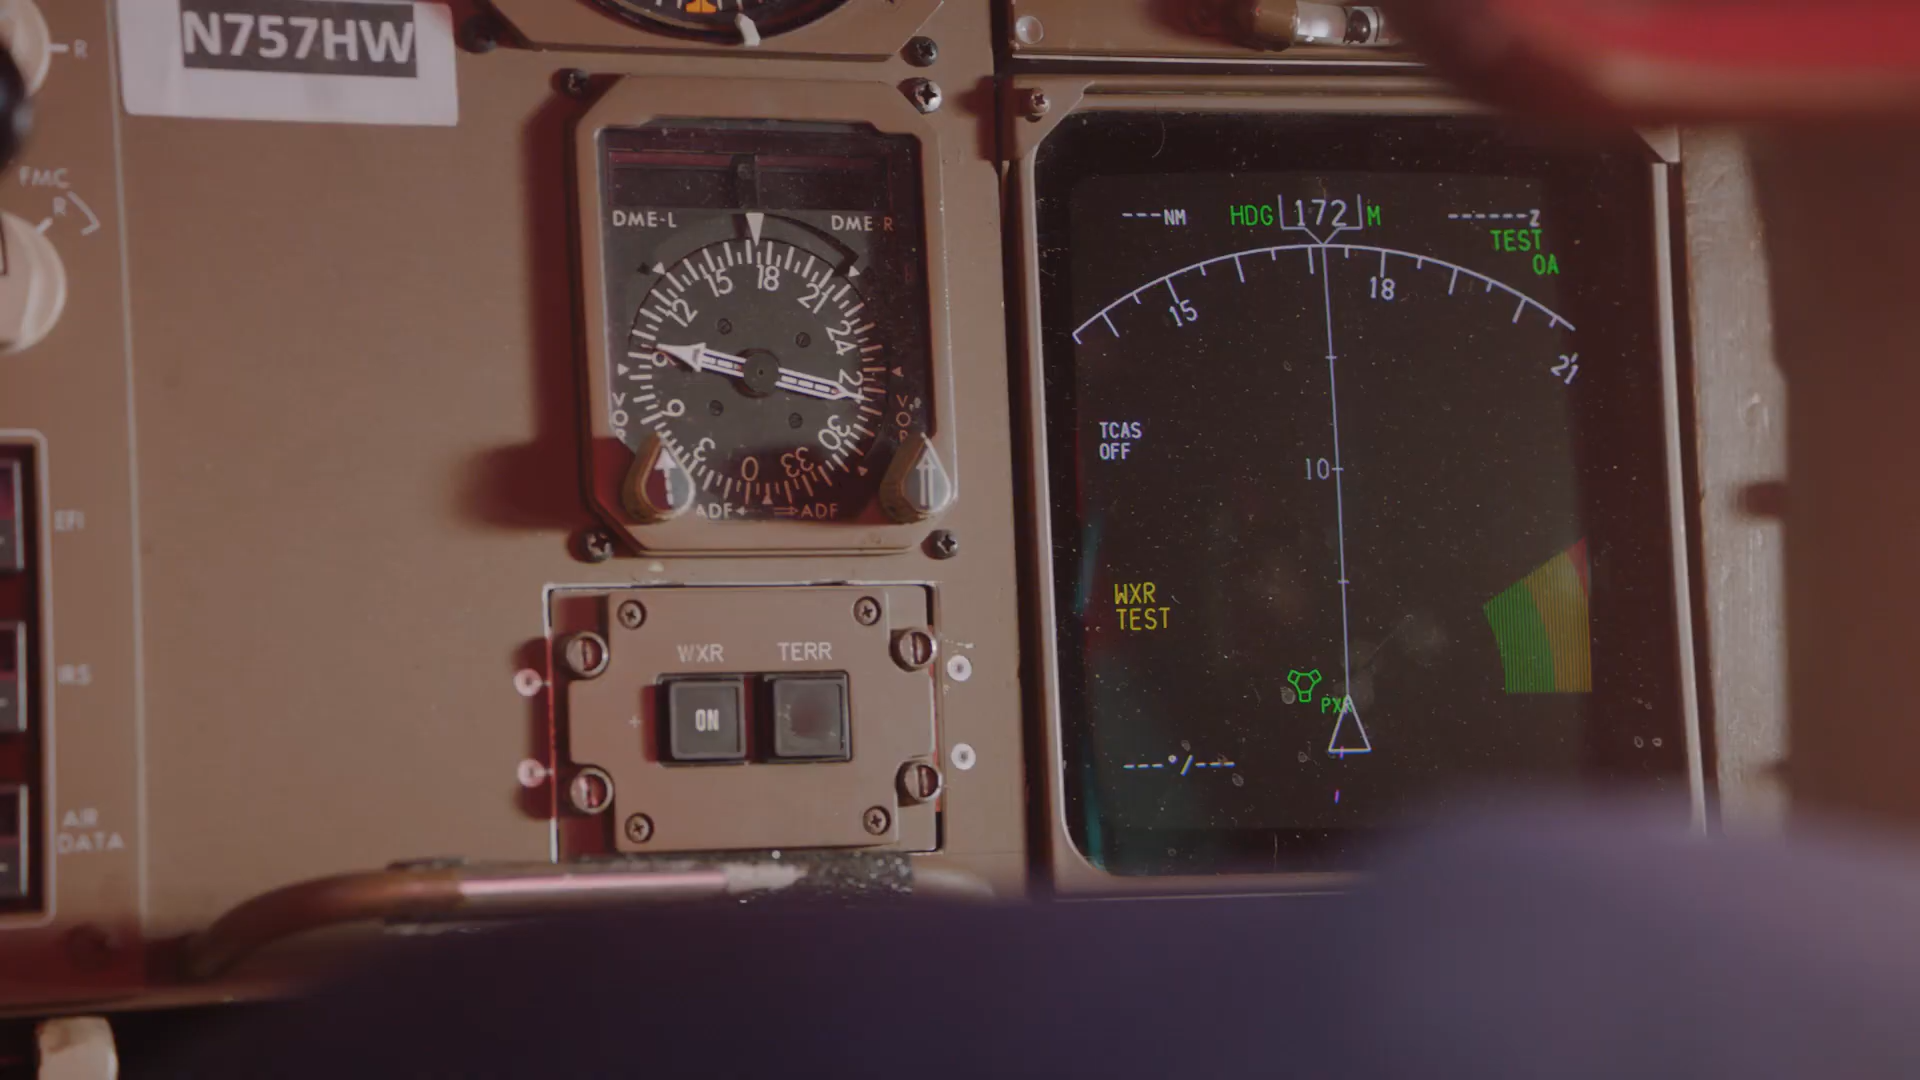 N757HW
R
FMC
R
EFI
IRS
AIR
DATA
DME-L
DME-R
12
15
18
21
24
27
30
33
0
3
6
9
VOR
VOR
ADF
ADF
WXR
TERR
ON
---NM
HDG 172 M
------Z
TEST
0A
15
18
21
TCAS
OFF
10
WXR
TEST
PXR
---°/---